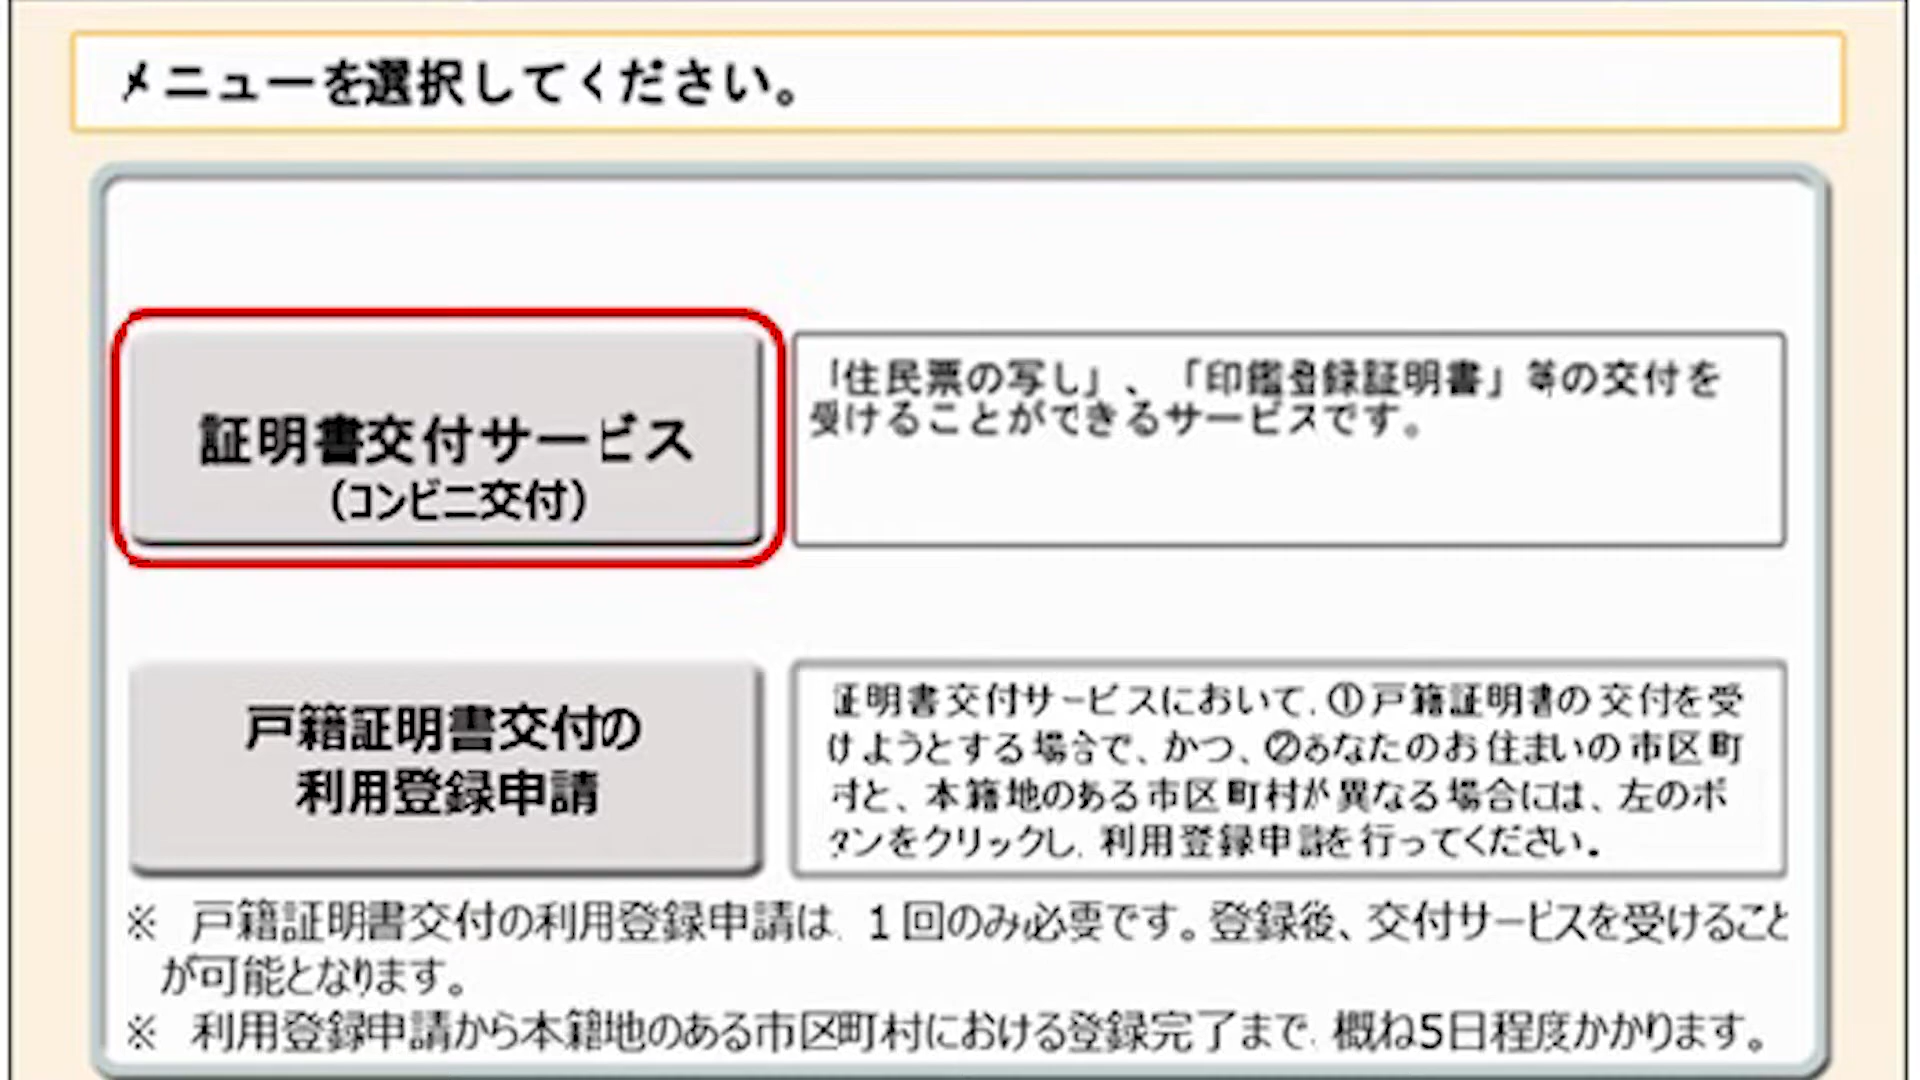 メニューを選択してください。
証明書交付サービス
（コンビニ交付）
「住民票の写し」、「印鑑登録証明書」等の交付を
受けることができるサービスです。
戸籍証明書交付の
利用登録申請
証明書交付サービスにおいて、①戸籍証明書の交付を受
けようとする場合で、かつ、②あなたのお住まいの市区町
村と、本籍地のある市区町村が異なる場合には、左のボ
タンをクリックし、利用登録申請を行ってください。
※　戸籍証明書交付の利用登録申請は、1回のみ必要です。登録後、交付サービスを受けること
が可能となります。
※　利用登録申請から本籍地のある市区町村における登録完了まで、概ね5日程度かかります。